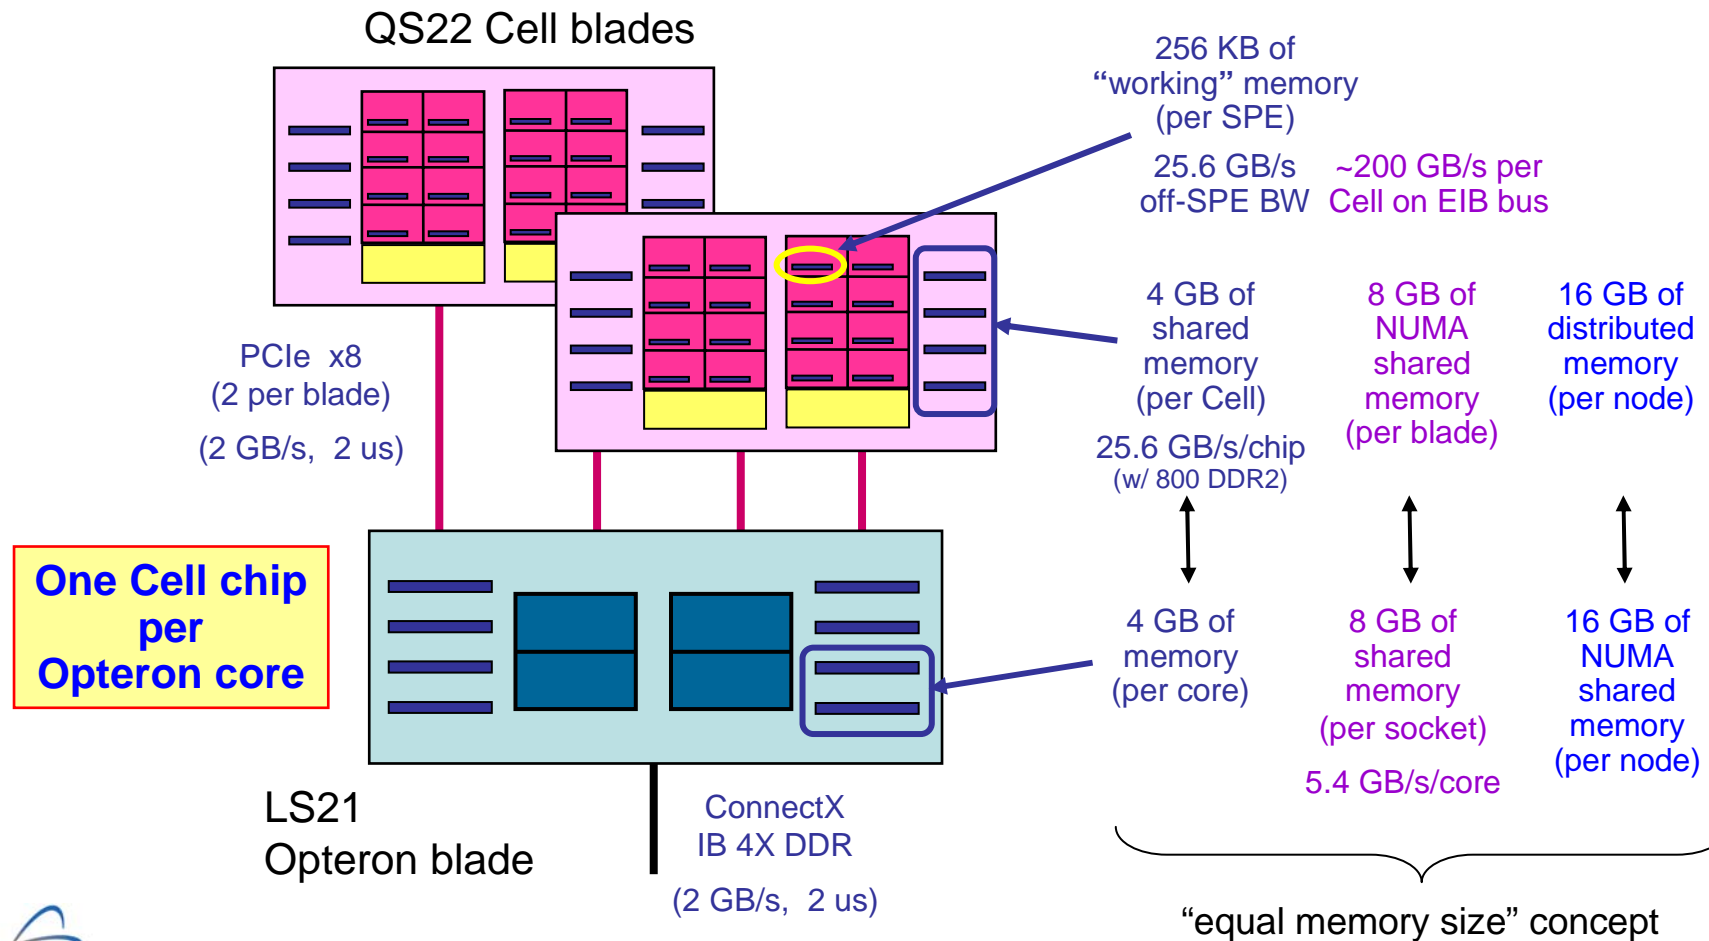 QS22 Cell blades
256 KB of
“working” memory
(per SPE)
25.6 GB/s
off-SPE BW
~200 GB/s per
Cell on EIB bus
PCIe x8
(2 per blade)
(2 GB/s, 2 us)
4 GB of
shared
memory
(per Cell)
25.6 GB/s/chip
(w/ 800 DDR2)
8 GB of
NUMA
shared
memory
(per blade)
16 GB of
distributed
memory
(per node)
One Cell chip
per
Opteron core
4 GB of
memory
(per core)
8 GB of
shared
memory
(per socket)
5.4 GB/s/core
16 GB of
NUMA
shared
memory
(per node)
LS21
Opteron blade
ConnectX
IB 4X DDR
(2 GB/s, 2 us)
“equal memory size” concept